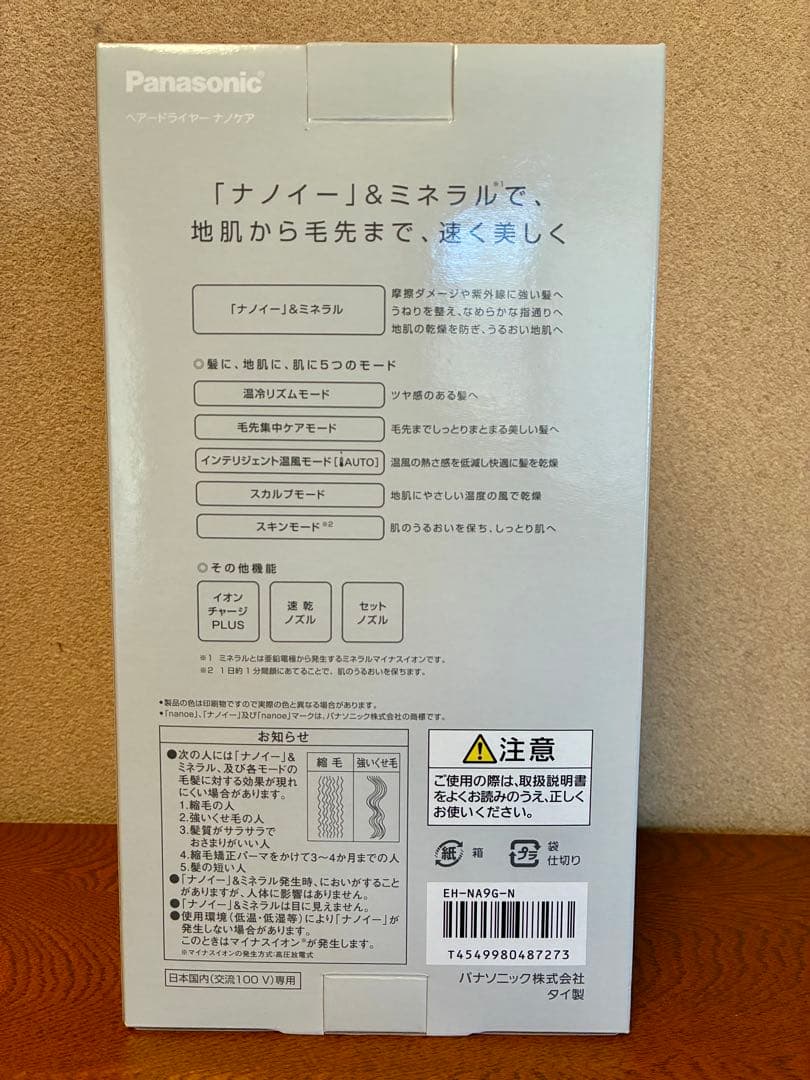 Panasonic®
ヘアードライヤー ナノケア
「ナノイー」&ミネラル※1で、
地肌から毛先まで、速く美しく
「ナノイー」&ミネラル
摩擦ダメージや紫外線に強い髪へ
うねりを整え、なめらかな指通りへ
地肌の乾燥を防ぎ、うるおい地肌へ
◎髪に、地肌に、肌に5つのモード
温冷リズムモード
ツヤ感のある髪へ
毛先集中ケアモード
毛先までしっとりまとまる美しい髪へ
インテリジェント温風モード[AUTO]
温風の熱さ感を低減し快適に髪を乾燥
スカルプモード
地肌にやさしい温度の風で乾燥
スキンモード※2
肌のうるおいを保ち、しっとり肌へ
◎その他機能
イオン
チャージ
PLUS
速乾
ノズル
セット
ノズル
※1 ミネラルとは亜鉛電極から発生するミネラルマイナスイオンです。
※2 1日約1分間顔にあてることで、肌のうるおいを保ちます。
●製品の色は印刷物ですので実際の色と異なる場合があります。
●「nanoe」、「ナノイー」及び「nanoe」マークは、パナソニック株式会社の商標です。
お知らせ
●次の人には「ナノイー」&
ミネラル、及び各モードの
毛髪に対する効果が現れ
にくい場合があります。
1.縮毛の人
2.強いくせ毛の人
3.髪質がサラサラで
おさまりがいい人
4.縮毛矯正パーマをかけて3〜4か月までの人
5.髪の短い人
縮毛
強いくせ毛
●「ナノイー」&ミネラル発生時、においがすること
がありますが、人体に影響はありません。
●「ナノイー」&ミネラルは目に見えません。
●使用環境(低温・低湿等)により「ナノイー」が
発生しない場合があります。
このときはマイナスイオン※が発生します。
※マイナスイオンの発生方式:高圧放電式
日本国内(交流100 V)専用
注意
ご使用の際は、取扱説明書
をよくお読みのうえ、正しく
お使いください。
紙 箱
プラ 袋
仕切り
EH-NA9G-N
T4549980487273
パナソニック株式会社
タイ製